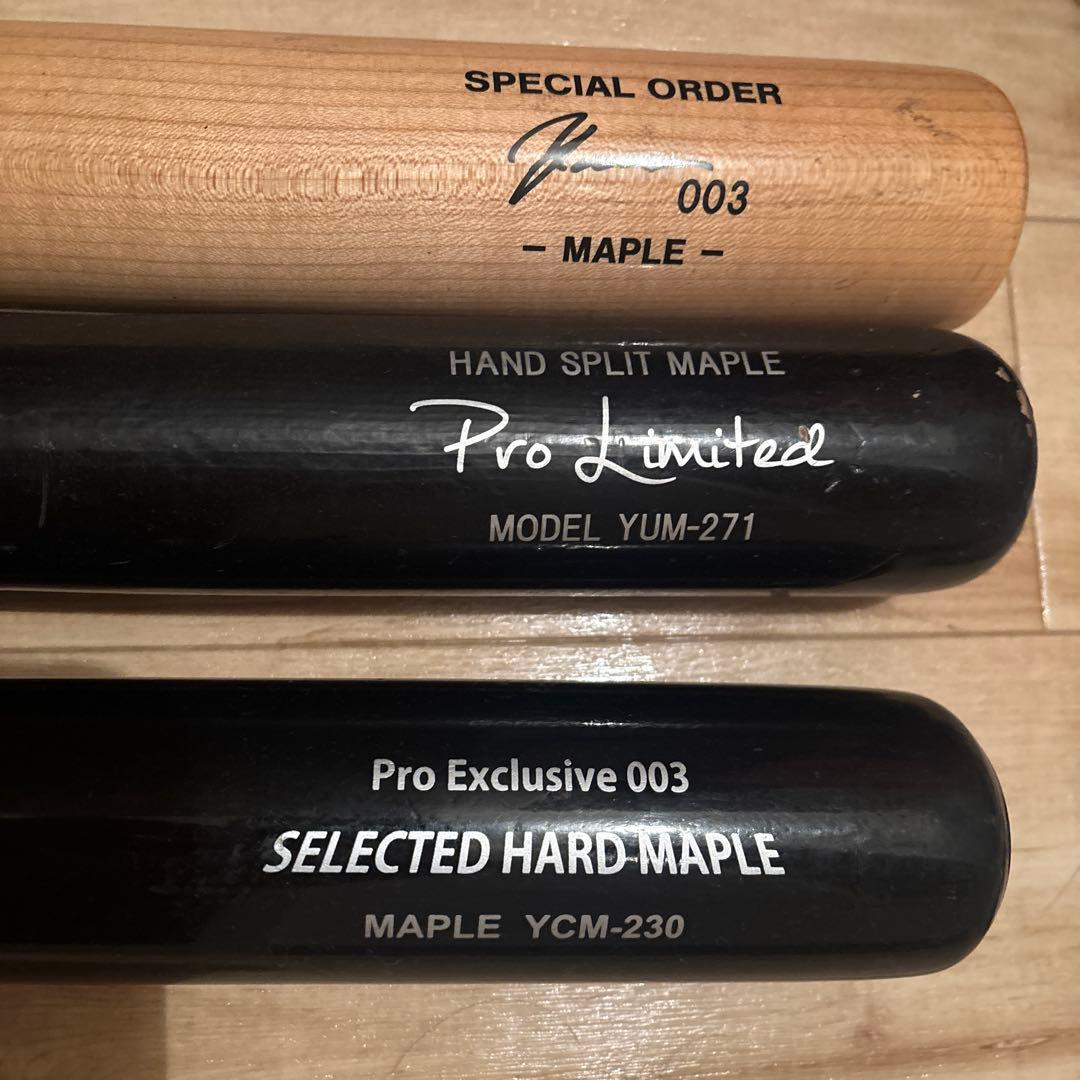 SPECIAL ORDER
003
- MAPLE -
HAND SPLIT MAPLE
Pro Limited
MODEL YUM-271
Pro Exclusive 003
SELECTED HARD MAPLE
MAPLE YCM-230